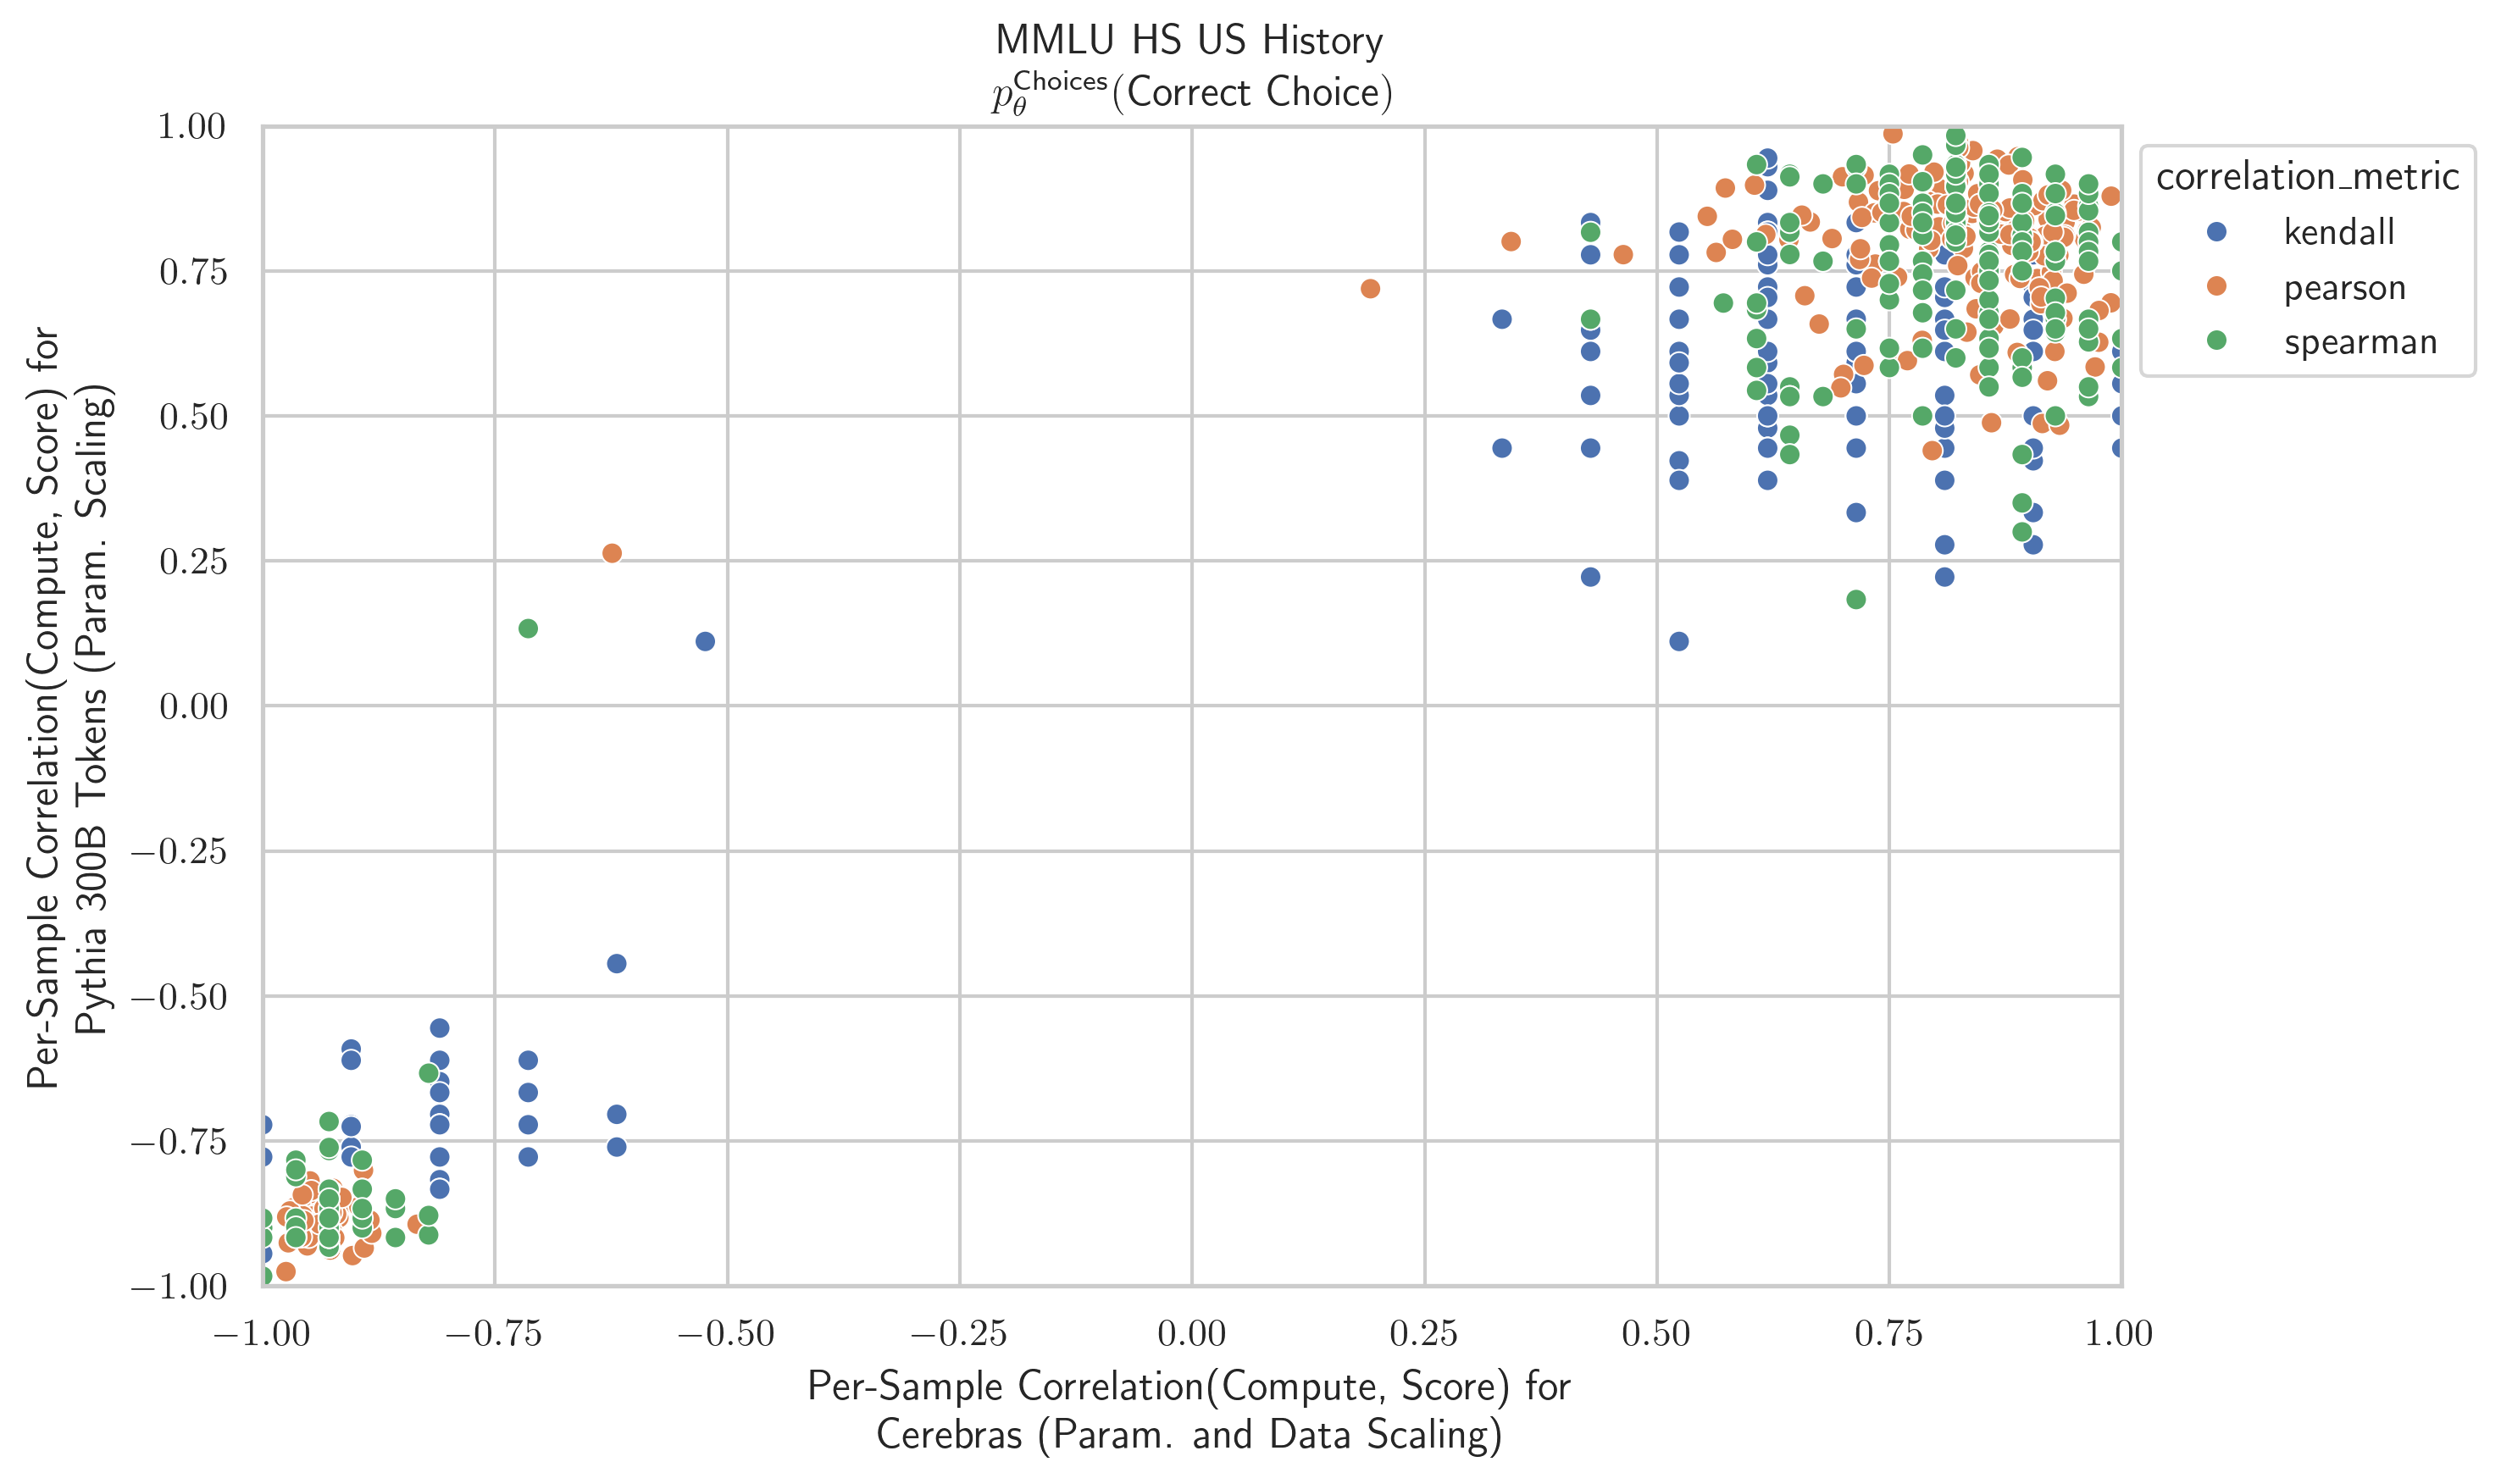 MMLU HS US History
p_θ^Choices(Correct Choice)
1.00
0.75
0.50
0.25
0.00
−0.25
−0.50
−0.75
−1.00
Per-Sample Correlation(Compute, Score) for
Pythia 300B Tokens (Param. Scaling)
−1.00 −0.75 −0.50 −0.25 0.00 0.25 0.50 0.75 1.00
Per-Sample Correlation(Compute, Score) for
Cerebras (Param. and Data Scaling)
correlation_metric
kendall
pearson
spearman